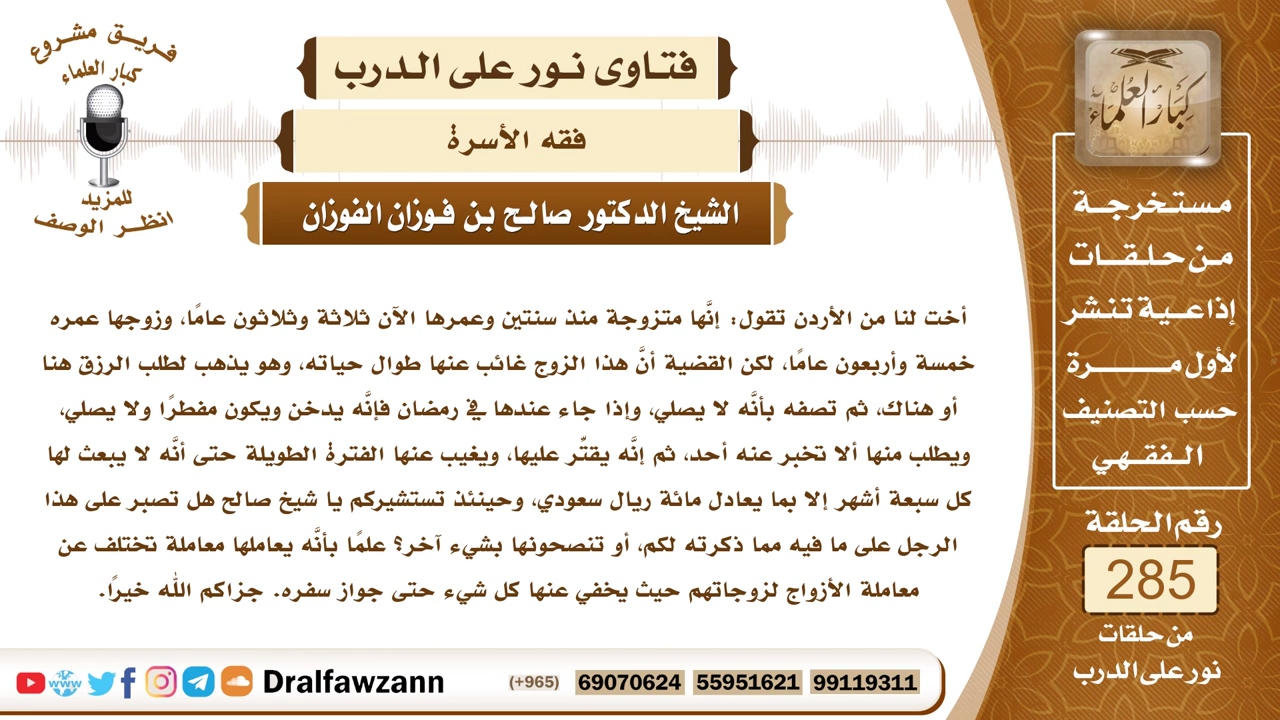 فريق مشروع
كبار العلماء
للمزيد
انظر الوصف
فتاوى نور على الدرب
فقه الأسرة
الشيخ الدكتور صالح بن فوزان الفوزان
كبار العلماء
مستخرجة
من حلقات
إذاعية تنشر
لأول مرة
حسب التصنيف
الفقهي
رقم الحلقة
285
من حلقات
نور على الدرب
أخت لنا من الأردن تقول: إنَّها متزوجة منذ سنتين وعمرها الآن ثلاثة وثلاثون عامًا، وزوجها عمره
خمسة وأربعون عامًا، لكن القضية أنَّ هذا الزوج غائب عنها طوال حياته، وهو يذهب لطلب الرزق هنا
أو هناك، ثم تصفه بأنَّه لا يصلي، وإذا جاء عندها في رمضان فإنَّه يدخن ويكون مفطرًا ولا يصلي،
ويطلب منها ألا تخبر عنه أحد، ثم إنَّه يقتِّر عليها، ويغيب عنها الفترة الطويلة حتى أنَّه لا يبعث لها
كل سبعة أشهر إلا بما يعادل مائة ريال سعودي، وحينئذ تستشيركم يا شيخ صالح هل تصبر على هذا
الرجل على ما فيه مما ذكرته لكم، أو تنصحونها بشيء آخر؟ علمًا بأنَّه يعاملها معاملة تختلف عن
معاملة الأزواج لزوجاتهم حيث يخفي عنها كل شيء حتى جواز سفره. جزاكم الله خيرًا.
www Dralfawzann (+965) 69070624 55951621 99119311